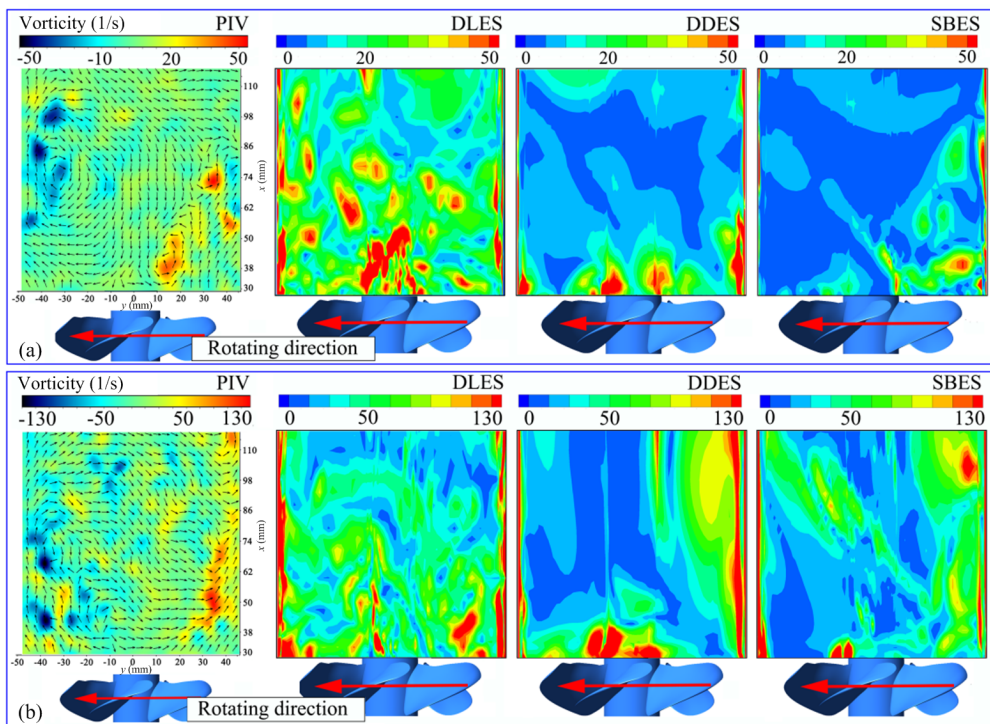 Vorticity (1/s) PIV DLES DDES SBES
-50 -10 20 50 0 20 50 0 20 50 0 20 50
110
98
86
74
62
50
38
30
x (mm)
-50 -40 -30 -20 -10 0 10 20 30 40
y (mm)
(a) Rotating direction
Vorticity (1/s) PIV DLES DDES SBES
-130 -50 50 130 0 50 130 0 50 130 0 50 130
110
98
86
74
62
50
38
30
x (mm)
-50 -40 -30 -20 -10 0 10 20 30 40
y (mm)
(b) Rotating direction